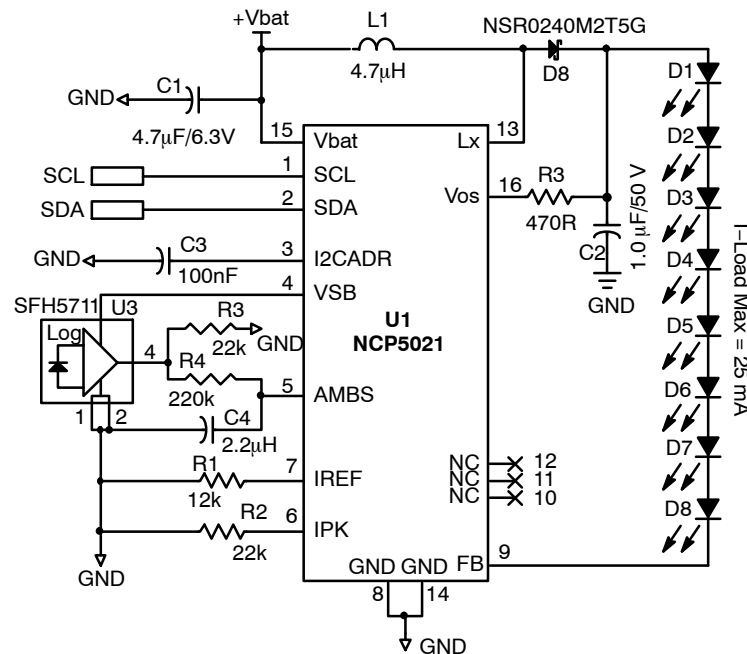 +Vbat
L1
4.7μH
NSR0240M2T5G
D8
D1
GND
C1
4.7μF/6.3V
15
Vbat
Lx
13
D2
SCL
1
SCL
SDA
2
SDA
Vos
16
R3
470R
C2
1.0 μF/50 V
GND
D3
GND
C3
100nF
3
I2CADR
4
VSB
D4
SFH5711
U3
Log
4
R3
22k
GND
R4
220k
U1
NCP5021
D5
I-Load Max = 25 mA
5
AMBS
1
2
C4
2.2μH
D6
R1
12k
7
IREF
NC
12
NC
11
NC
10
D7
R2
22k
6
IPK
D8
GND
GND
GND
FB
9
8
14
GND